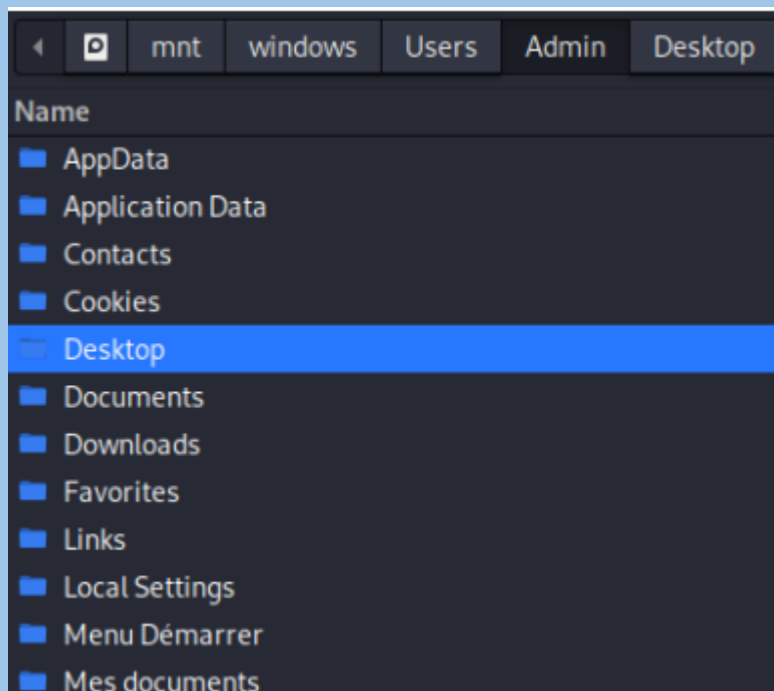 mnt windows Users Admin Desktop
Name
AppData
Application Data
Contacts
Cookies
Desktop
Documents
Downloads
Favorites
Links
Local Settings
Menu Démarrer
Mes documents